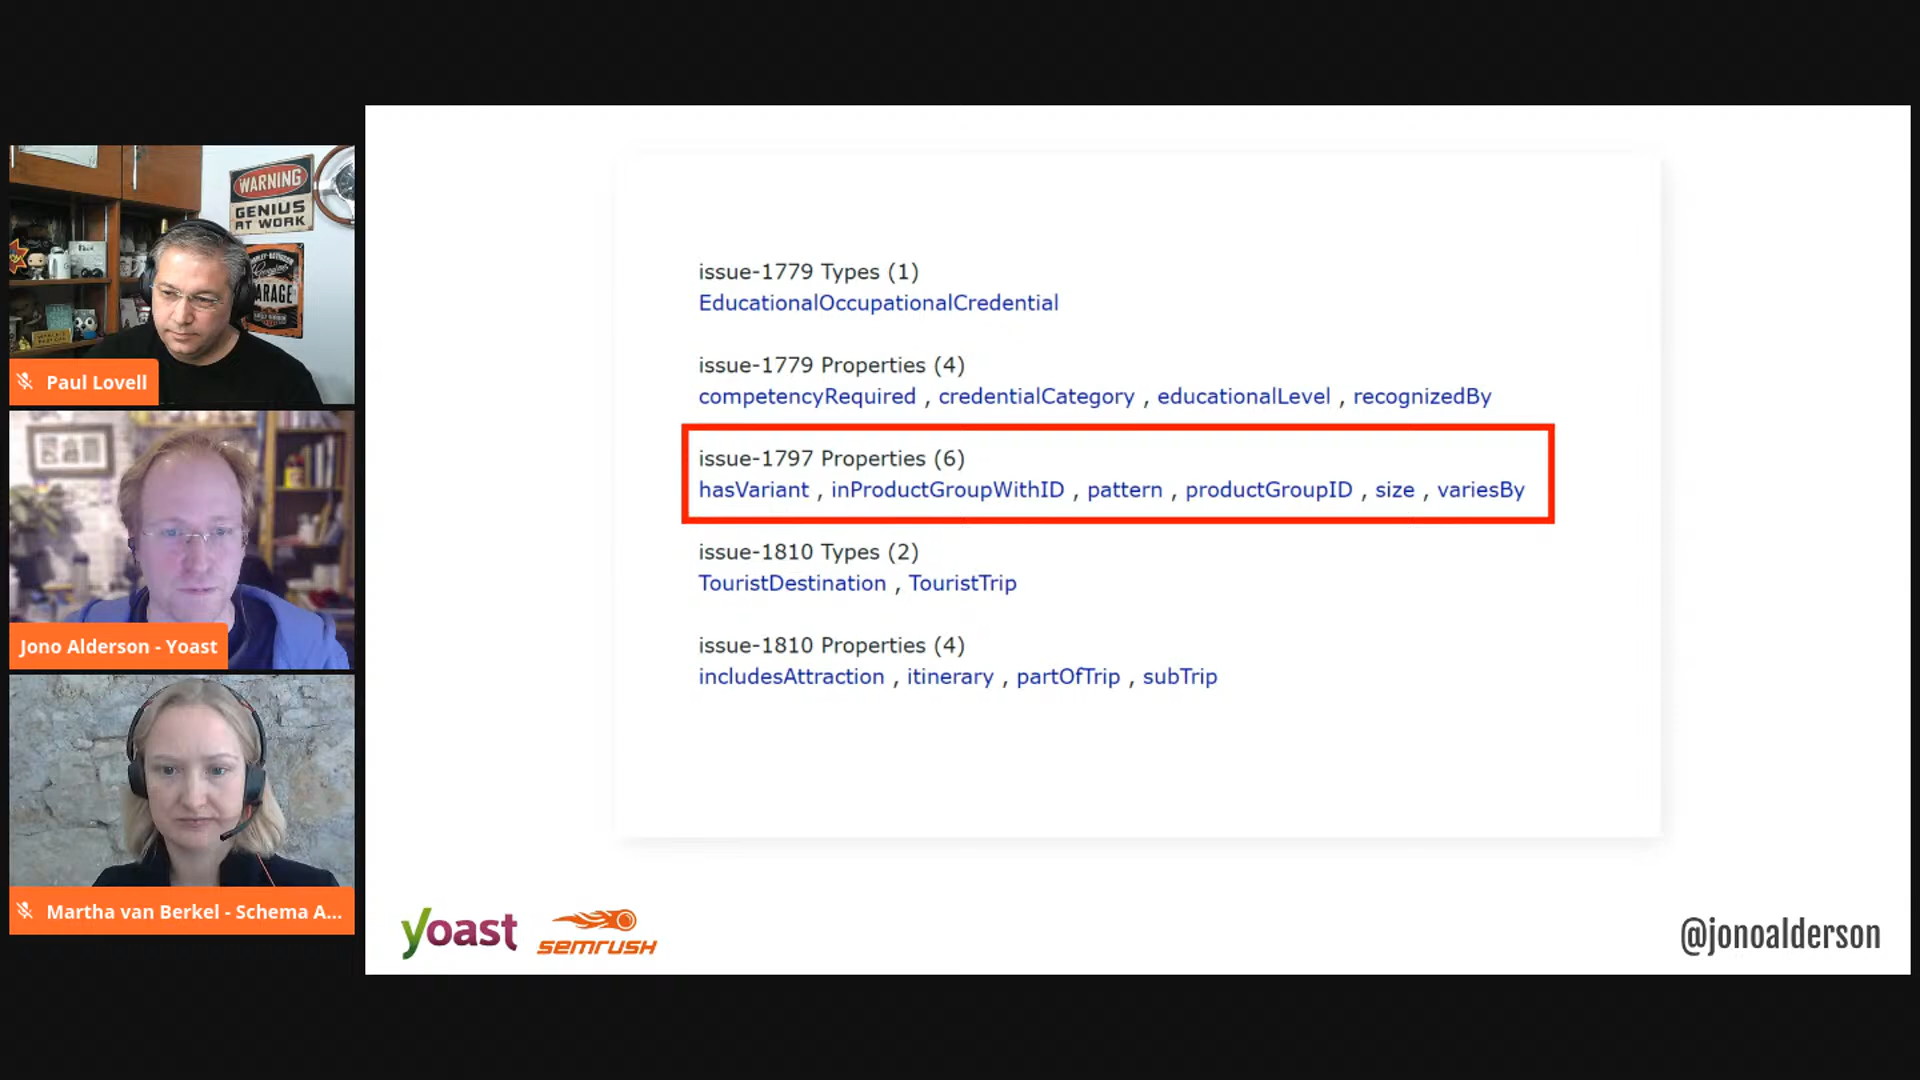 WARNING
GENIUS
AT WORK
GARAGE
Paul Lovell
Jono Alderson - Yoast
Martha van Berkel - Schema A...
issue-1779 Types (1)
EducationalOccupationalCredential
issue-1779 Properties (4)
competencyRequired , credentialCategory , educationalLevel , recognizedBy
issue-1797 Properties (6)
hasVariant , inProductGroupWithID , pattern , productGroupID , size , variesBy
issue-1810 Types (2)
TouristDestination , TouristTrip
issue-1810 Properties (4)
includesAttraction , itinerary , partOfTrip , subTrip
yoast
semrush
@jonoalderson